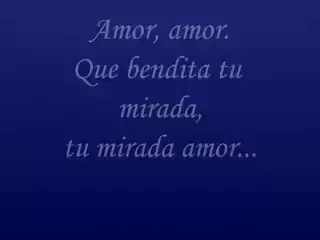 Amor, amor.
Que bendita tu
mirada,
tu mirada amor...